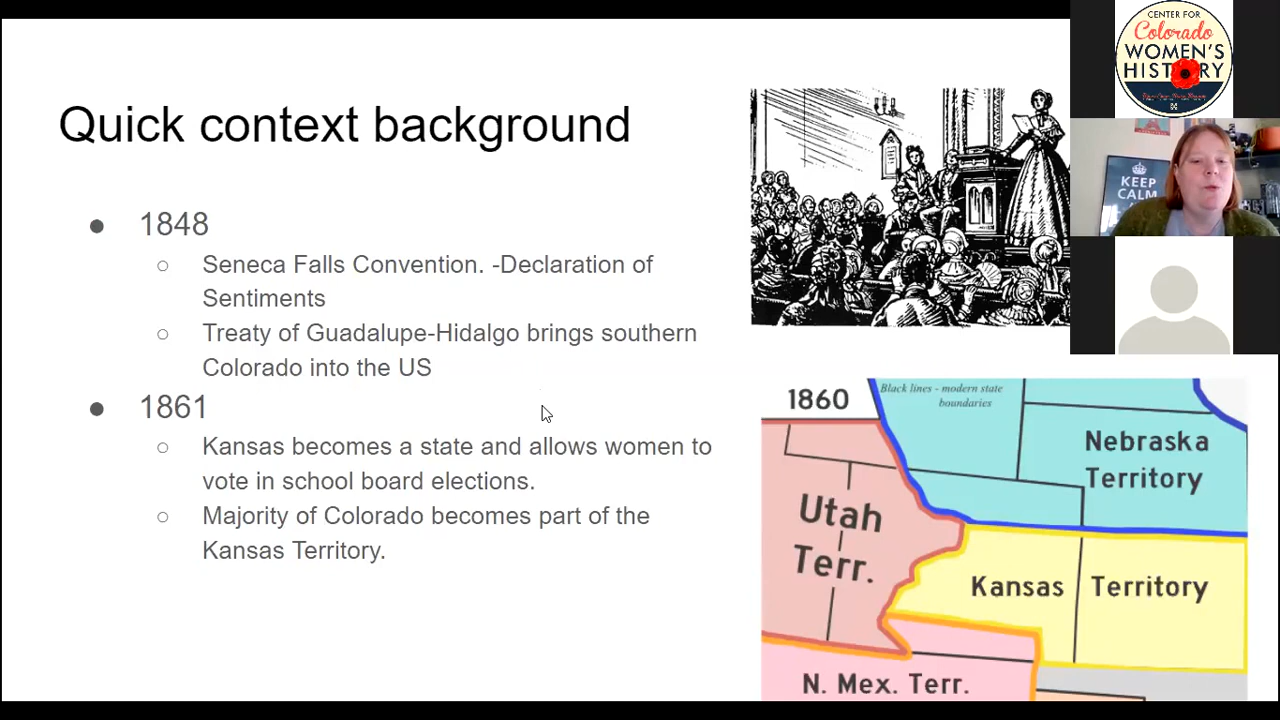 Quick context background
1848
Seneca Falls Convention. -Declaration of
Sentiments
Treaty of Guadalupe-Hidalgo brings southern
Colorado into the US
1861
Kansas becomes a state and allows women to
vote in school board elections.
Majority of Colorado becomes part of the
Kansas Territory.
CENTER FOR
Colorado
WOMEN'S
HISTORY
KEEP
CALM
1860
Black lines - modern state
boundaries
Nebraska
Territory
Utah
Terr.
Kansas Territory
N. Mex. Terr.